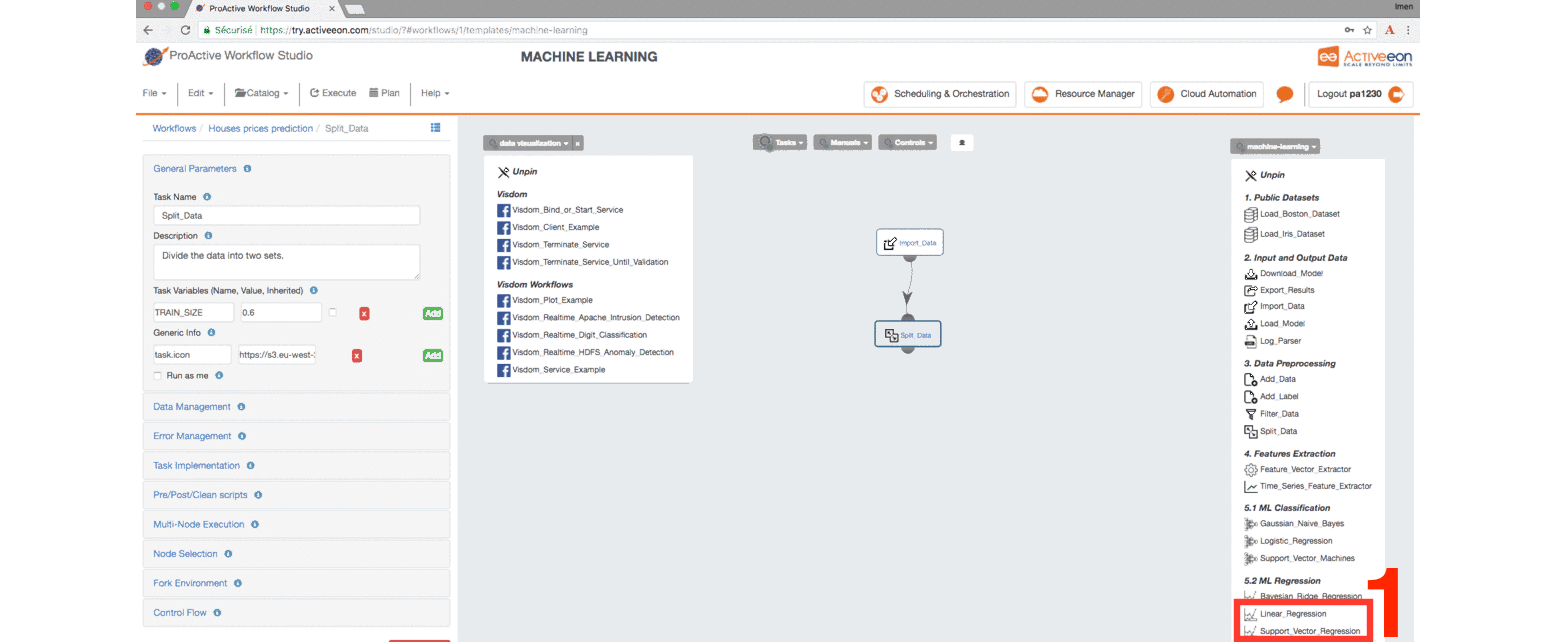 ProActive Workflow Studio
Imen
Sécurisé https://try.activeeon.com/studio/?#workflows/1/templates/machine-learning
ProActive Workflow Studio
MACHINE LEARNING
Activeeon
SCALE BEYOND LIMITS
File Edit Catalog Execute Plan Help
Scheduling & Orchestration Resource Manager Cloud Automation Logout pa1230
Workflows / Houses prices prediction / Split_Data
General Parameters
Task Name
Split_Data
Description
Divide the data into two sets.
Task Variables (Name, Value, Inherited)
TRAIN_SIZE 0.6 x Add
Generic Info
task.icon https://s3.eu-west- x Add
Run as me
Data Management
Error Management
Task Implementation
Pre/Post/Clean scripts
Multi-Node Execution
Node Selection
Fork Environment
Control Flow
data visualization x
Unpin
Visdom
Visdom_Bind_or_Start_Service
Visdom_Client_Example
Visdom_Terminate_Service
Visdom_Terminate_Service_Until_Validation
Visdom Workflows
Visdom_Plot_Example
Visdom_Realtime_Apache_Intrusion_Detection
Visdom_Realtime_Digit_Classification
Visdom_Realtime_HDFS_Anomaly_Detection
Visdom_Service_Example
Tasks Manuals Controls
Import_Data
Split_Data
machine-learning
Unpin
1. Public Datasets
Load_Boston_Dataset
Load_Iris_Dataset
2. Input and Output Data
Download_Model
Export_Results
Import_Data
Load_Model
Log_Parser
3. Data Preprocessing
Add_Data
Add_Label
Filter_Data
Split_Data
4. Features Extraction
Feature_Vector_Extractor
Time_Series_Feature_Extractor
5.1 ML Classification
Gaussian_Naive_Bayes
Logistic_Regression
Support_Vector_Machines
5.2 ML Regression
Bayesian_Ridge_Regression
Linear_Regression
Support_Vector_Regression
1